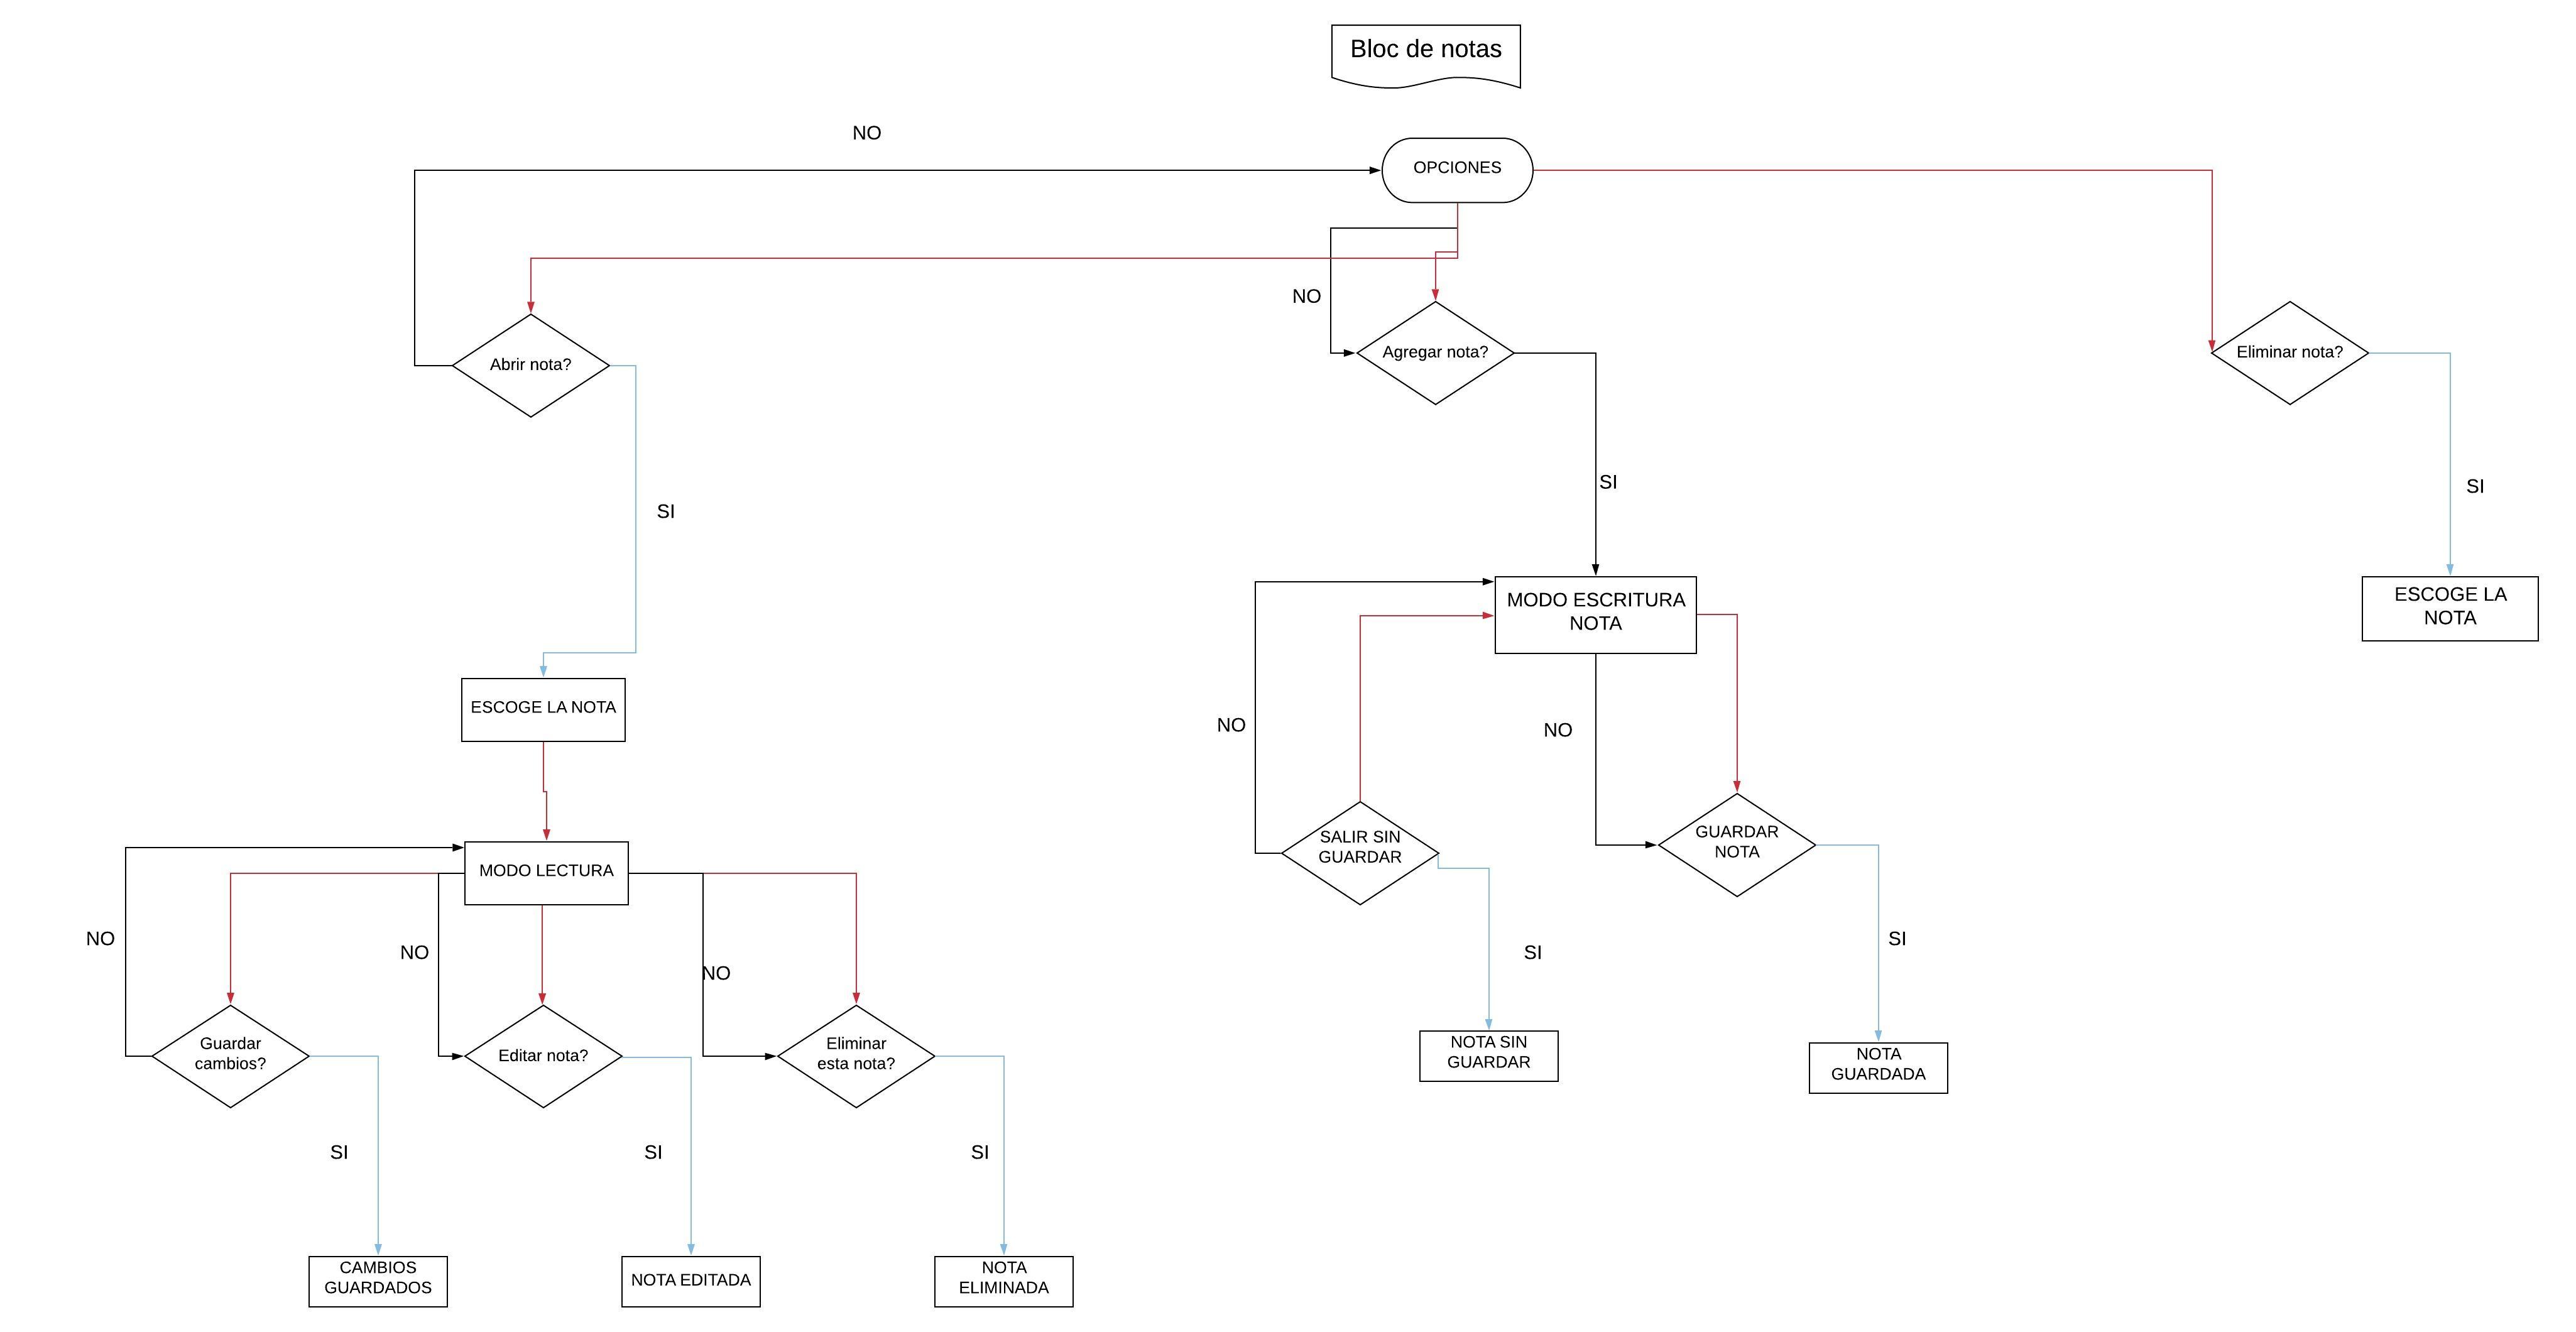 Bloc de notas
NO
OPCIONES
NO
Abrir nota?
Agregar nota?
Eliminar nota?
SI
SI
SI
MODO ESCRITURA
NOTA
ESCOGE LA
NOTA
ESCOGE LA NOTA
NO
NO
SALIR SIN
GUARDAR
GUARDAR
NOTA
MODO LECTURA
NO
NO
NO
SI
SI
Guardar
cambios?
Editar nota?
Eliminar
esta nota?
NOTA SIN
GUARDAR
NOTA
GUARDADA
SI
SI
SI
CAMBIOS
GUARDADOS
NOTA EDITADA
NOTA
ELIMINADA